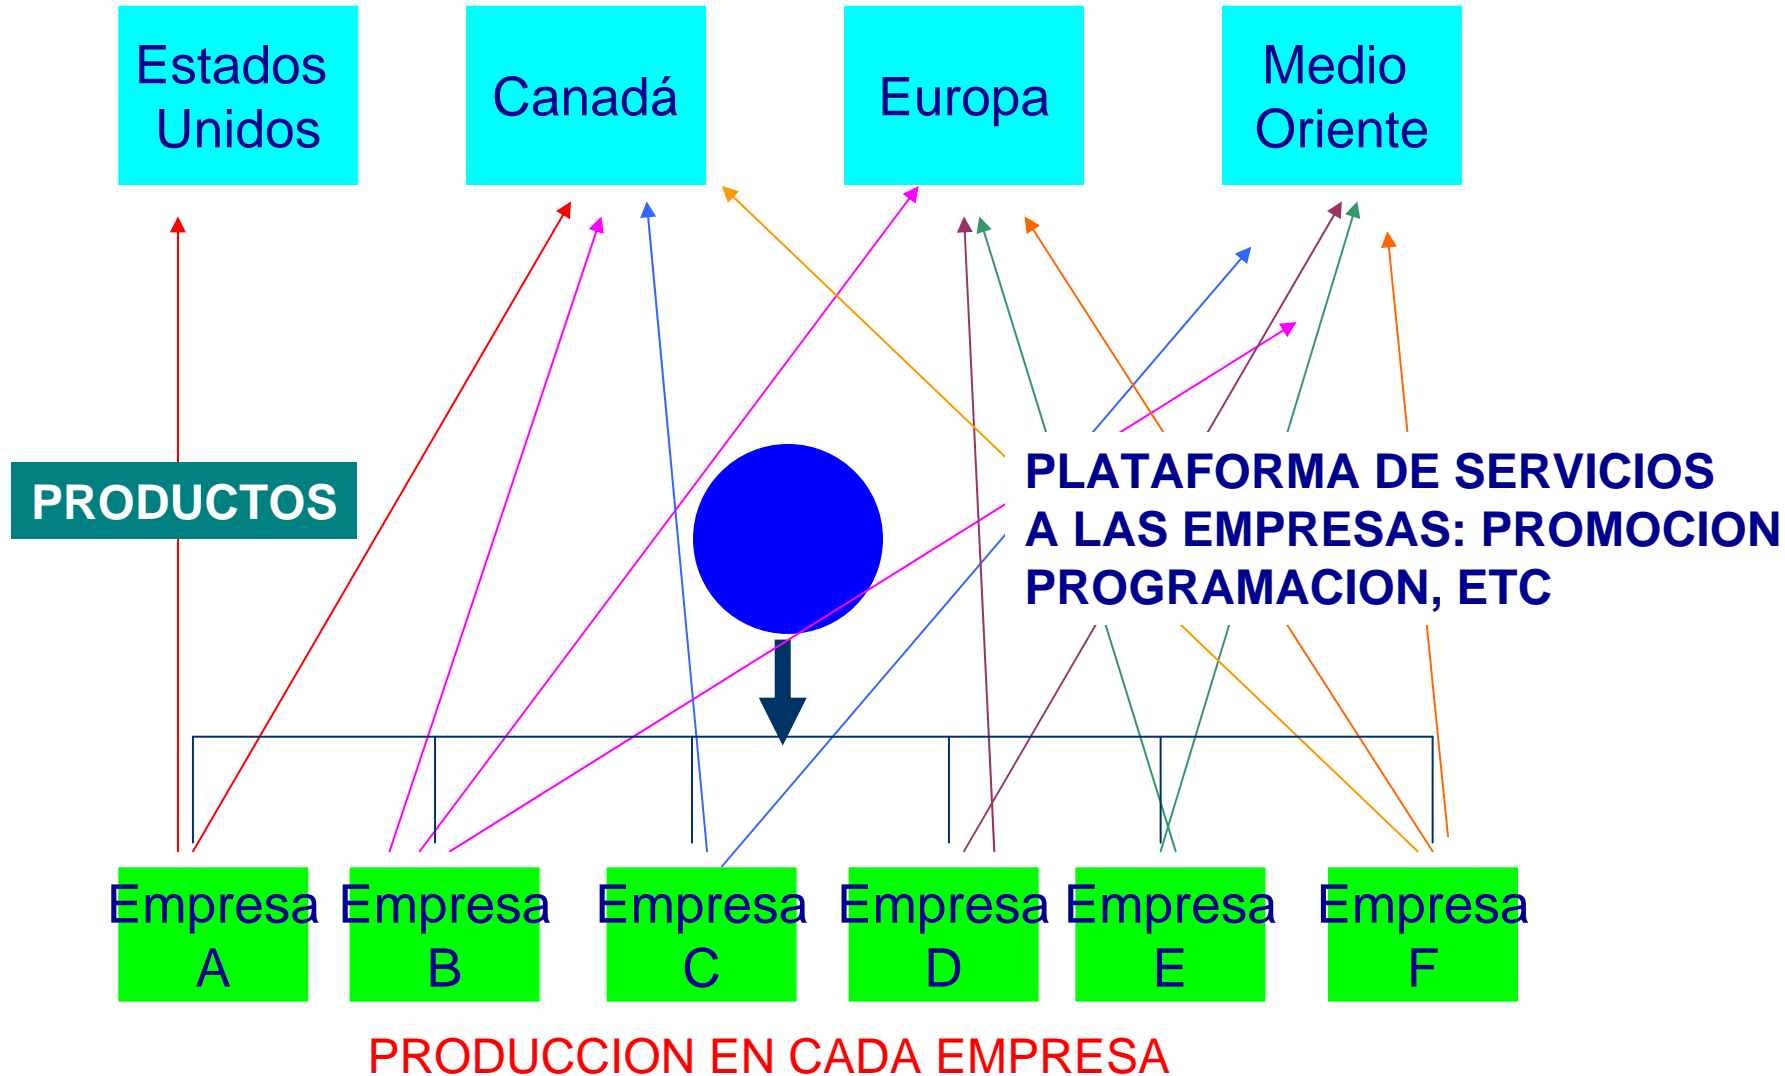 Estados
Unidos
Canadá
Europa
Medio
Oriente
PRODUCTOS
PLATAFORMA DE SERVICIOS
A LAS EMPRESAS: PROMOCION
PROGRAMACION, ETC
Empresa
A
Empresa
B
Empresa
C
Empresa
D
Empresa
E
Empresa
F
PRODUCCION EN CADA EMPRESA